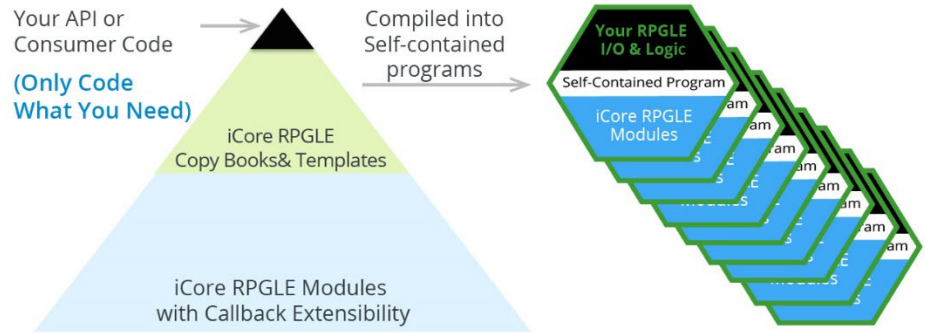 Your API or
Consumer Code
(Only Code
What You Need)
iCore RPGLE
Copy Books& Templates
iCore RPGLE Modules
with Callback Extensibility
Compiled into
Self-contained
programs
Your RPGLE
I/O & Logic
Self-Contained Program
iCore RPGLE
Modules